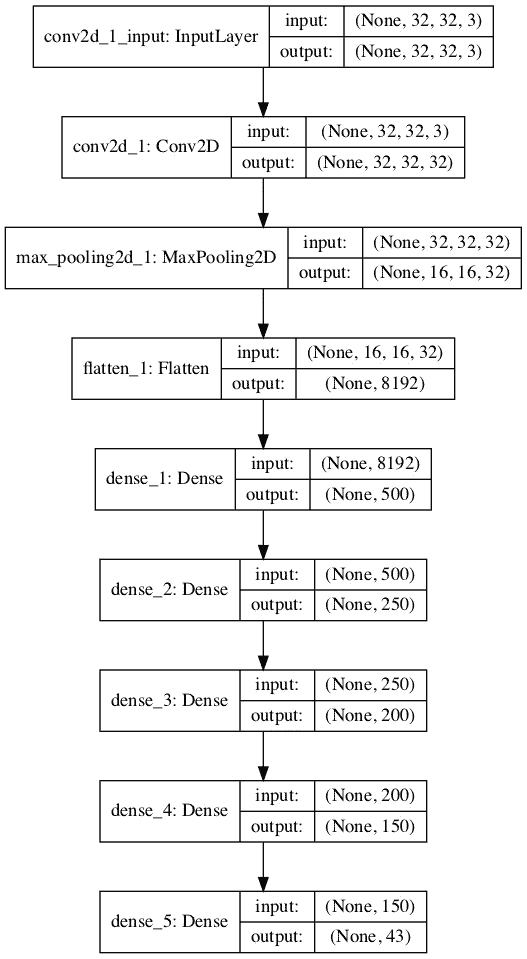 conv2d_1_input: InputLayer
input: (None, 32, 32, 3)
output: (None, 32, 32, 3)
conv2d_1: Conv2D
input: (None, 32, 32, 3)
output: (None, 32, 32, 32)
max_pooling2d_1: MaxPooling2D
input: (None, 32, 32, 32)
output: (None, 16, 16, 32)
flatten_1: Flatten
input: (None, 16, 16, 32)
output: (None, 8192)
dense_1: Dense
input: (None, 8192)
output: (None, 500)
dense_2: Dense
input: (None, 500)
output: (None, 250)
dense_3: Dense
input: (None, 250)
output: (None, 200)
dense_4: Dense
input: (None, 200)
output: (None, 150)
dense_5: Dense
input: (None, 150)
output: (None, 43)